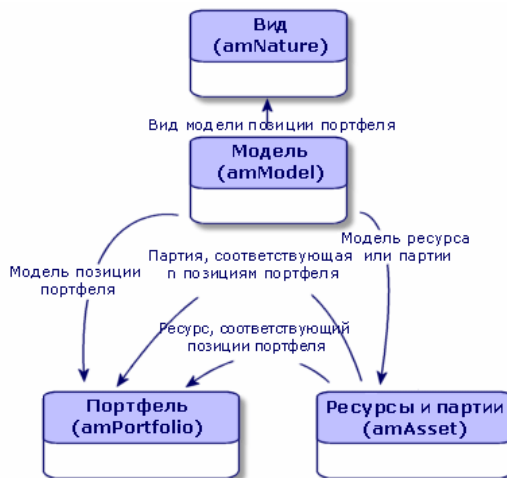 Вид
(amNature)
Вид модели позиции портфеля
Модель
(amModel)
Модель ресурса
или партии
Партия, соответствующая
n позициям портфеля
Модель позиции
портфеля
Ресурс, соответствующий
позиции портфеля
Портфель
(amPortfolio)
Ресурсы и партии
(amAsset)